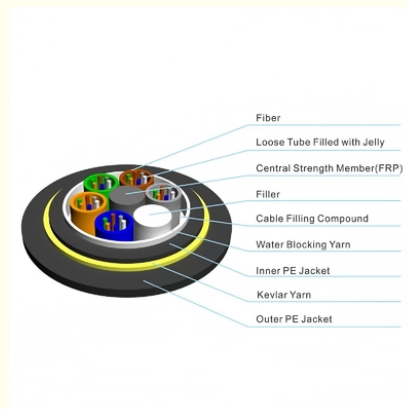 Fiber
Loose Tube Filled with Jelly
Central Strength Member(FRP)
Filler
Cable Filling Compound
Water Blocking Yarn
Inner PE Jacket
Kevlar Yarn
Outer PE Jacket